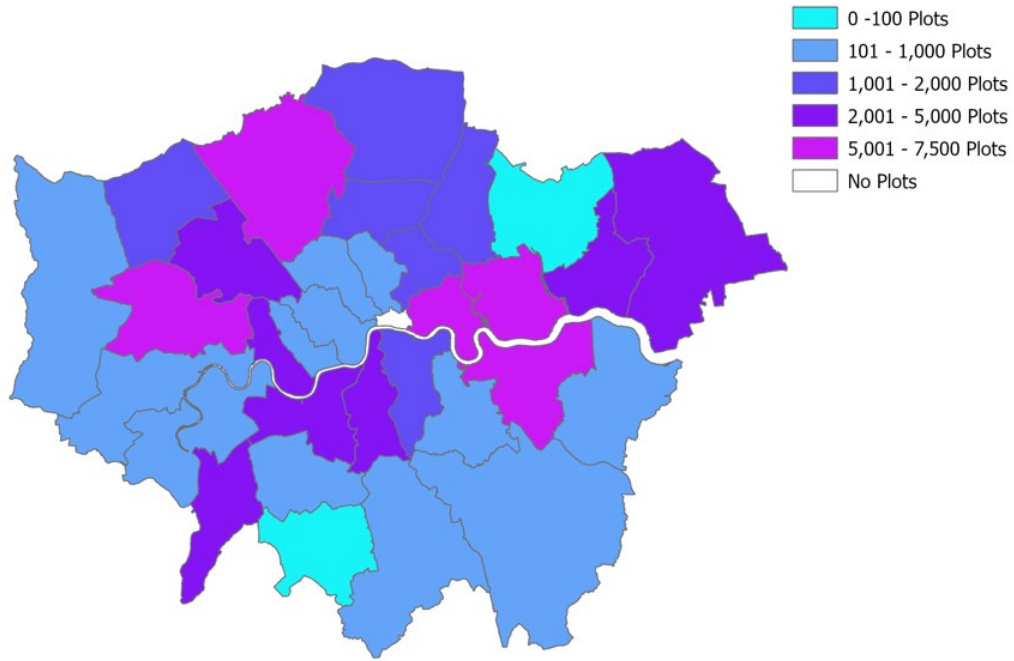 0 -100 Plots
101 - 1,000 Plots
1,001 - 2,000 Plots
2,001 - 5,000 Plots
5,001 - 7,500 Plots
No Plots